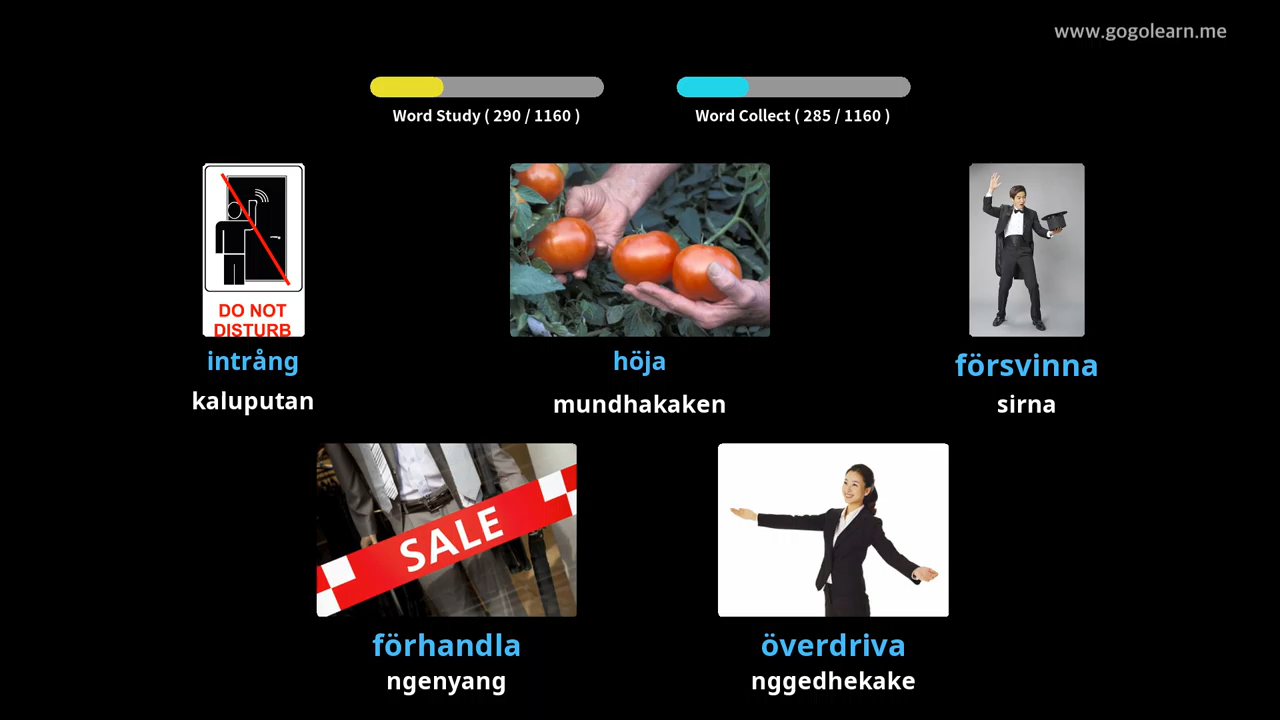 www.gogolearn.me
Word Study ( 290 / 1160 )
Word Collect ( 285 / 1160 )
DO NOT
DISTURB
intrång
kaluputan
höja
mundhakaken
försvinna
sirna
SALE
förhandla
ngenyang
överdriva
nggedhekake